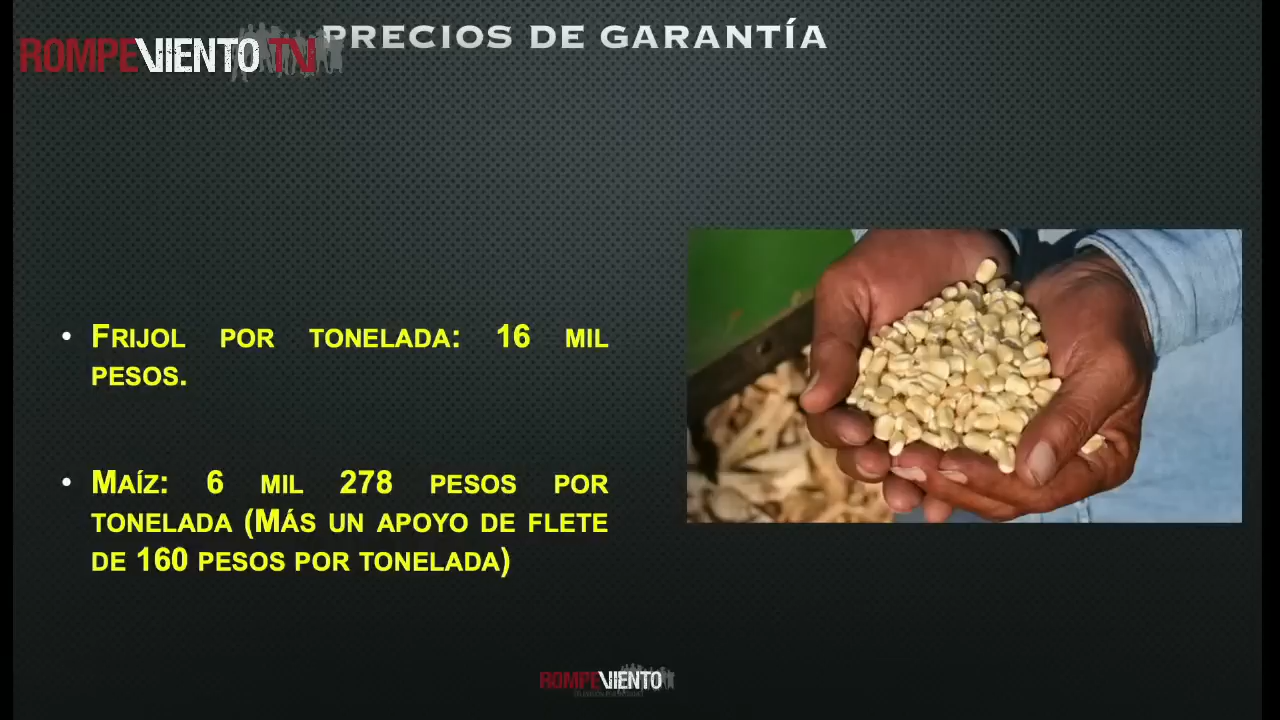 ROMPEVIENTO TV
PRECIOS DE GARANTÍA
• FRIJOL POR TONELADA: 16 MIL
PESOS.
• MAÍZ: 6 MIL 278 PESOS POR
TONELADA (MÁS UN APOYO DE FLETE
DE 160 PESOS POR TONELADA)
ROMPEVIENTO